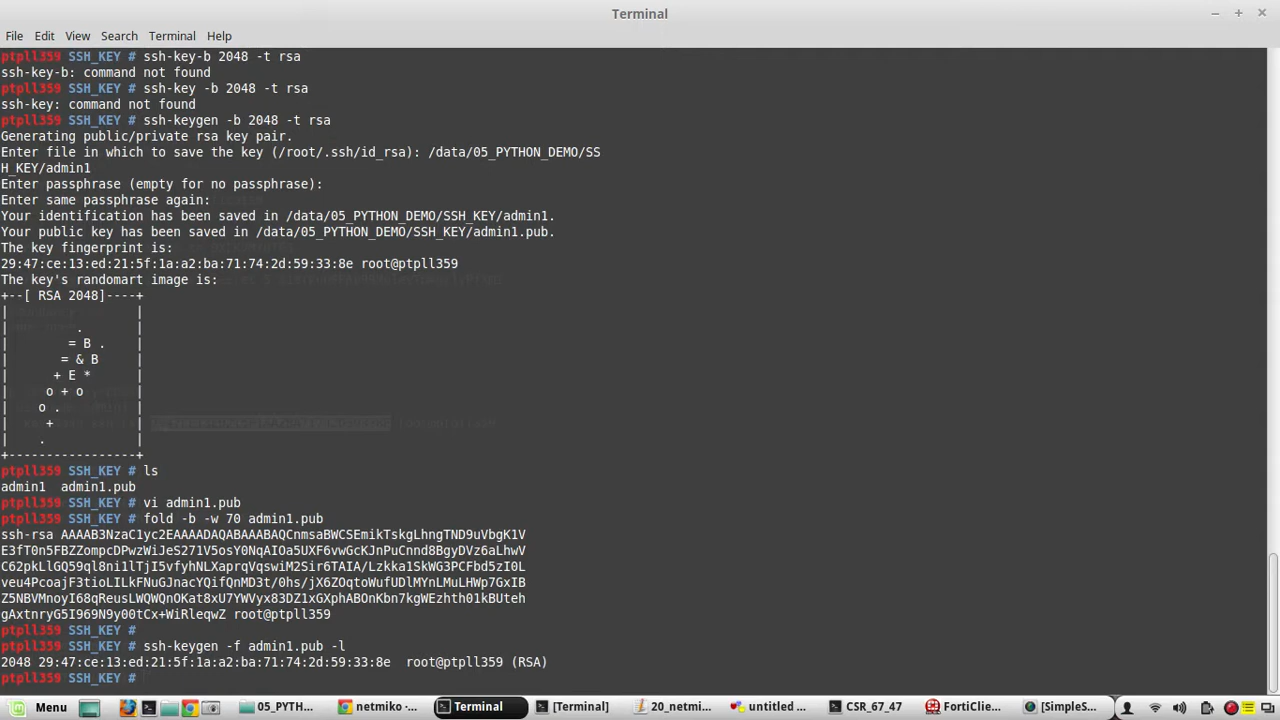 Terminal
File Edit View Search Terminal Help
ptpll359 SSH_KEY # ssh-key-b 2048 -t rsa
ssh-key-b: command not found
ptpll359 SSH_KEY # ssh-key -b 2048 -t rsa
ssh-key: command not found
ptpll359 SSH_KEY # ssh-keygen -b 2048 -t rsa
Generating public/private rsa key pair.
Enter file in which to save the key (/root/.ssh/id_rsa): /data/05_PYTHON_DEMO/SS
H_KEY/admin1
Enter passphrase (empty for no passphrase):
Enter same passphrase again:
Your identification has been saved in /data/05_PYTHON_DEMO/SSH_KEY/admin1.
Your public key has been saved in /data/05_PYTHON_DEMO/SSH_KEY/admin1.pub.
The key fingerprint is:
29:47:ce:13:ed:21:5f:1a:a2:ba:71:74:2d:59:33:8e root@ptpll359
The key's randomart image is:
+--[ RSA 2048]----+
|                 |
|         .       |
|        = B .    |
|       = & B     |
|      + E *      |
|     o + o       |
|    o .          |
|     +           |
|    .            |
+-----------------+
ptpll359 SSH_KEY # ls
admin1  admin1.pub
ptpll359 SSH_KEY # vi admin1.pub
ptpll359 SSH_KEY # fold -b -w 70 admin1.pub
ssh-rsa AAAAB3NzaC1yc2EAAAADAQABAAABAQCnmsaBWCSEmikTskgLhngTND9uVbgK1V
E3fT0n5FBZZompcDPwzWiJeS271V5osY0NqAIOa5UXF6vwGcKJnPuCnnd8BgyDVz6aLhwV
C62pkLlGQ59ql8ni1lTjI5vfyhNLXaprqVqswiM2Sir6TAIA/Lzkka1SkWG3PCFbd5zI0L
veu4PcoajF3tioLILkFNuGJnacYQifQnMD3t/0hs/jX6ZOqtoWufUDlMYnLMuLHWp7GxIB
Z5NBVMnoyI68qReusLWQWQnOKat8xU7YWVyx83DZ1xGXphABOnKbn7kgWEzhth01kBUteh
gAxtnryG5I969N9y00tCx+WiRleqwZ root@ptpll359
ptpll359 SSH_KEY #
ptpll359 SSH_KEY # ssh-keygen -f admin1.pub -l
2048 29:47:ce:13:ed:21:5f:1a:a2:ba:71:74:2d:59:33:8e  root@ptpll359 (RSA)
ptpll359 SSH_KEY #
Menu 05_PYTH... netmiko -... Terminal [Terminal] 20_netmi... untitled ... CSR_67_47 FortiClie... [SimpleS...